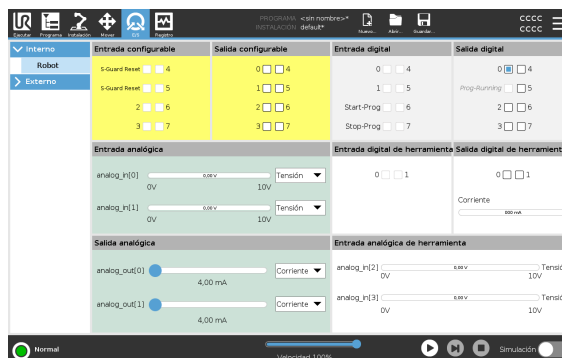 PROGRAMA <sin nombre>*
INSTALACIÓN default*
CCCC
CCCC
Ejecutar Programa Instalación Mover E/S Registro Nuevo... Abrir... Guardar...
Interno
Robot
Externo
Entrada configurable
S-Guard Reset 4
S-Guard Reset 5
2 6
3 7
Salida configurable
0 4
1 5
2 6
3 7
Entrada digital
0 4
1 5
Start-Prog 6
Stop-Prog 7
Salida digital
0 4
Prog-Running 5
2 6
3 7
Entrada analógica
analog_in[0] 0,00 V Tensión
0V 10V
analog_in[1] 0,00 V Tensión
0V 10V
Entrada digital de herramienta
0 1
Salida digital de herramient
0 1
Corriente
000 mA
Salida analógica
analog_out[0] Corriente
4,00 mA
analog_out[1] Corriente
4,00 mA
Entrada analógica de herramienta
analog_in[2] 0,00 V Tensió
0V 10V
analog_in[3] 0,00 V Tensió
0V 10V
Normal
Velocidad 100%
Simulación